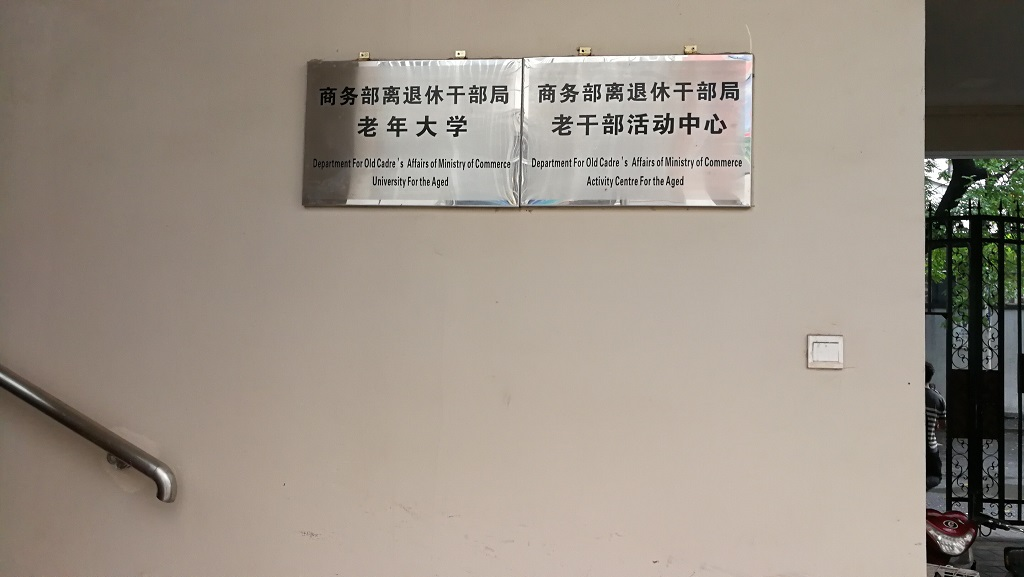 商务部离退休干部局
老年大学
Department For Old Cadre's Affairs of Ministry of Commerce
University For the Aged
商务部离退休干部局
老干部活动中心
Department For Old Cadre's Affairs of Ministry of Commerce
Activity Centre For the Aged